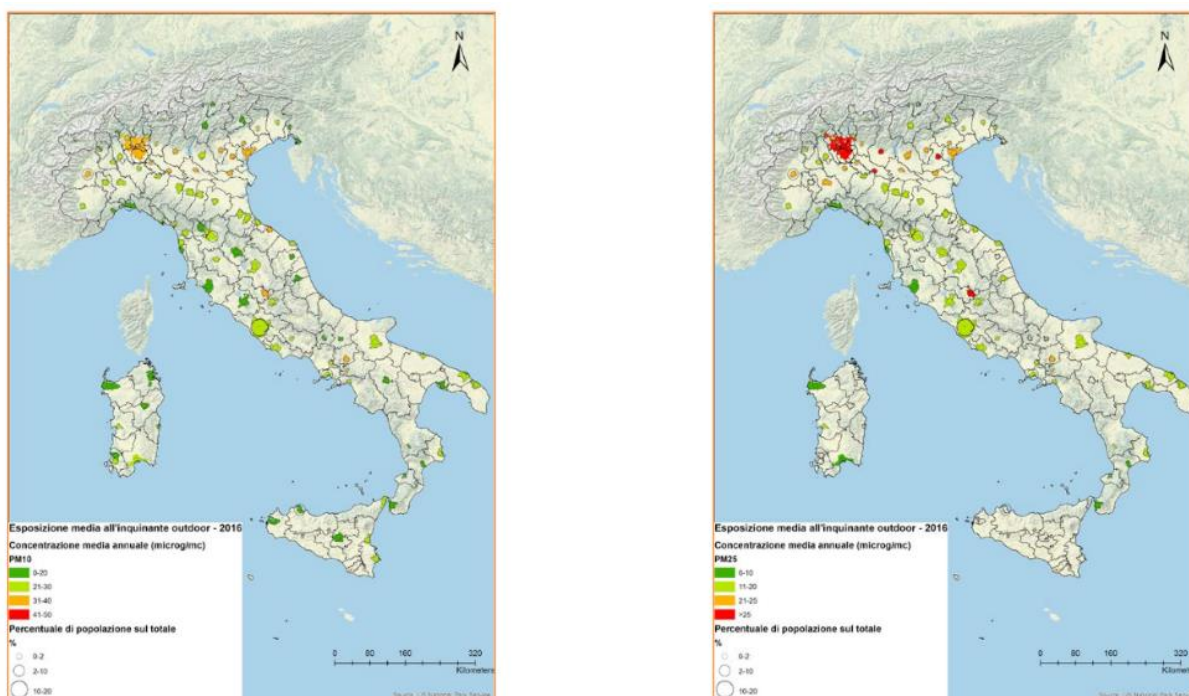 N
Esposizione media all'inquinante outdoor - 2016
Concentrazione media annuale (microg/mc)
PM10
0-20
21-30
31-40
41-50
Percentuale di popolazione sul totale
%
0-2
2-10
10-20
0 80 160 320
Kilometers
N
Esposizione media all'inquinante outdoor - 2016
Concentrazione media annuale (microg/mc)
PM25
0-10
11-20
21-25
>25
Percentuale di popolazione sul totale
%
0-2
2-10
10-20
0 80 160 320
Kilometers